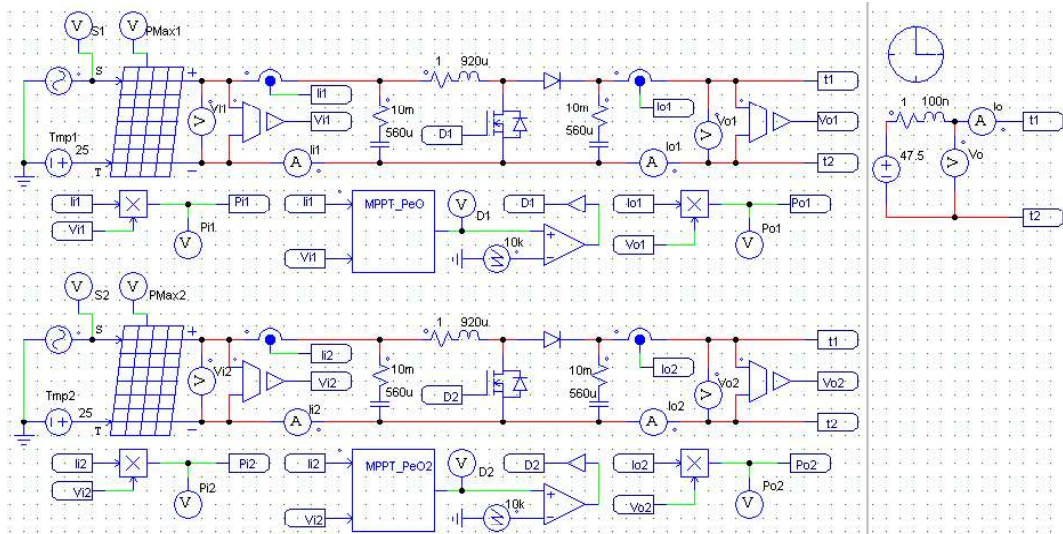 V S1 V PMax1
1 920u
S + Ii1 10m Io1 t1
V Vi1 Vi1 560u D1 10m 560u V Vo1 Vo1
Tmp1 25 T - A Ii1 A Io1 t2
1 100n Io A t1
47.5 V Vo
t2
Ii1 Pi1 Ii1 MPPT_PeO V D1 D1 Io1 Po1
Vi1 V Pi1 Vi1 10k Vo1 V Po1
V S2 V PMax2
1 920u
S + Ii2 10m Io2 t1
V Vi2 Vi2 560u D2 10m 560u V Vo2 Vo2
Tmp2 25 T - A Ii2 A Io2 t2
Ii2 Pi2 Ii2 MPPT_PeO2 V D2 D2 Io2 Po2
Vi2 V Pi2 Vi2 10k Vo2 V Po2